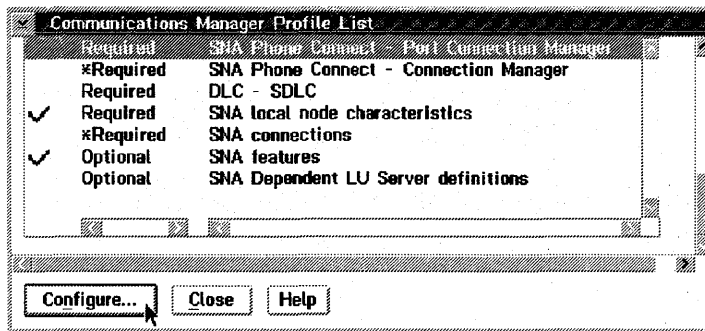 Communications Manager Profile List
Required SNA Phone Connect - Port Connection Manager
*Required SNA Phone Connect - Connection Manager
Required DLC - SDLC
Required SNA local node characteristics
*Required SNA connections
Optional SNA features
Optional SNA Dependent LU Server definitions
Configure... Close Help